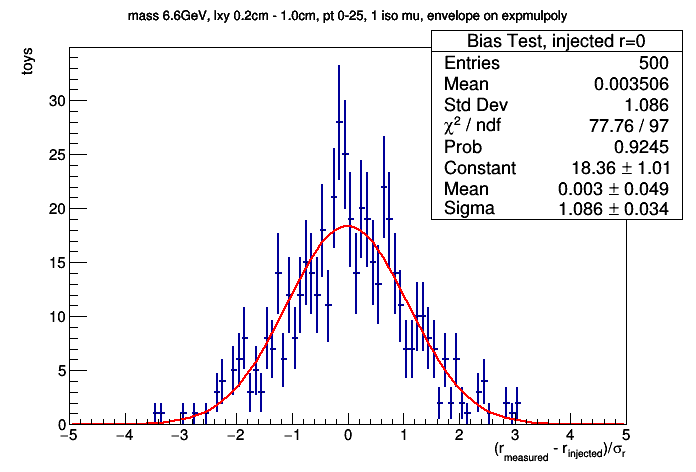 mass 6.6GeV, lxy 0.2cm - 1.0cm, pt 0-25, 1 iso mu, envelope on expmulpoly
Bias Test, injected r=0
Entries 500
Mean 0.003506
Std Dev 1.086
χ² / ndf 77.76 / 97
Prob 0.9245
Constant 18.36 ± 1.01
Mean 0.003 ± 0.049
Sigma 1.086 ± 0.034
toys
30
25
20
15
10
5
0
−5 −4 −3 −2 −1 0 1 2 3 4 5
(r_measured - r_injected)/σ_r